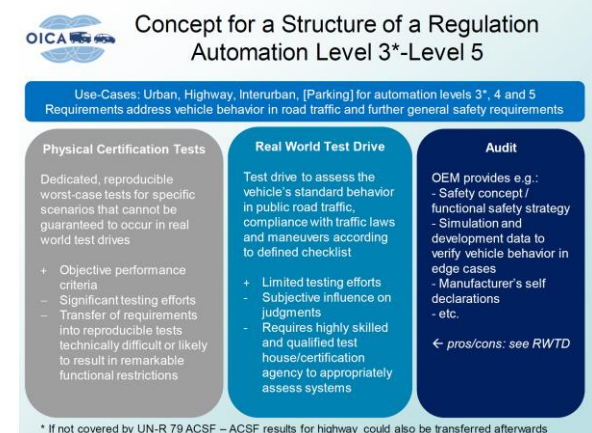 OICA
Concept for a Structure of a Regulation
Automation Level 3*-Level 5
Use-Cases: Urban, Highway, Interurban, [Parking] for automation levels 3*, 4 and 5
Requirements address vehicle behavior in road traffic and further general safety requirements
Physical Certification Tests
Dedicated, reproducible
worst-case tests for specific
scenarios that cannot be
guaranteed to occur in real
world test drives
+ Objective performance
criteria
– Significant testing efforts
– Transfer of requirements
into reproducible tests
technically difficult or likely
to result in remarkable
functional restrictions
Real World Test Drive
Test drive to assess the
vehicle's standard behavior
in public road traffic,
compliance with traffic laws
and maneuvers according
to defined checklist
+ Limited testing efforts
- Subjective influence on
judgments
- Requires highly skilled
and qualified test
house/certification
agency to appropriately
assess systems
Audit
OEM provides e.g.:
- Safety concept /
functional safety strategy
- Simulation and
development data to
verify vehicle behavior in
edge cases
- Manufacturer's self
declarations
- etc.
← pros/cons: see RWTD
* If not covered by UN-R 79 ACSF – ACSF results for highway could also be transferred afterwards